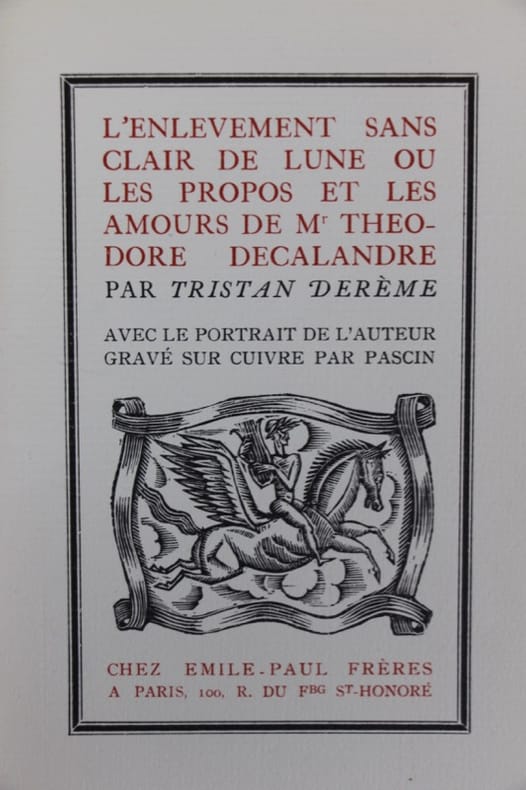 L'ENLEVEMENT SANS
CLAIR DE LUNE OU
LES PROPOS ET LES
AMOURS DE Mʳ THEO-
DORE DECALANDRE
PAR TRISTAN DERÈME
AVEC LE PORTRAIT DE L'AUTEUR
GRAVÉ SUR CUIVRE PAR PASCIN
CHEZ EMILE-PAUL FRÈRES
A PARIS, 100, R. DU FBG ST-HONORÉ